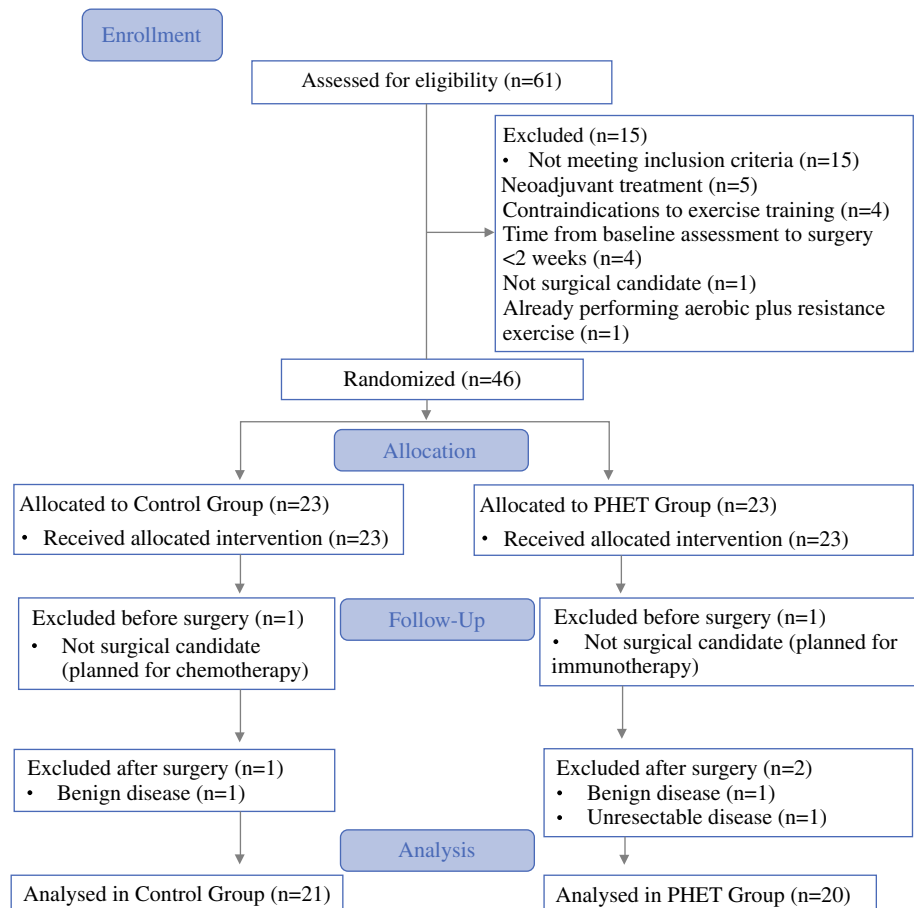 Enrollment
Assessed for eligibility (n=61)
Excluded (n=15)
• Not meeting inclusion criteria (n=15)
Neoadjuvant treatment (n=5)
Contraindications to exercise training (n=4)
Time from baseline assessment to surgery
<2 weeks (n=4)
Not surgical candidate (n=1)
Already performing aerobic plus resistance
exercise (n=1)
Randomized (n=46)
Allocation
Allocated to Control Group (n=23)
• Received allocated intervention (n=23)
Allocated to PHET Group (n=23)
• Received allocated intervention (n=23)
Follow-Up
Excluded before surgery (n=1)
• Not surgical candidate
(planned for chemotherapy)
Excluded before surgery (n=1)
• Not surgical candidate (planned for
immunotherapy)
Excluded after surgery (n=1)
• Benign disease (n=1)
Excluded after surgery (n=2)
• Benign disease (n=1)
• Unresectable disease (n=1)
Analysis
Analysed in Control Group (n=21)
Analysed in PHET Group (n=20)